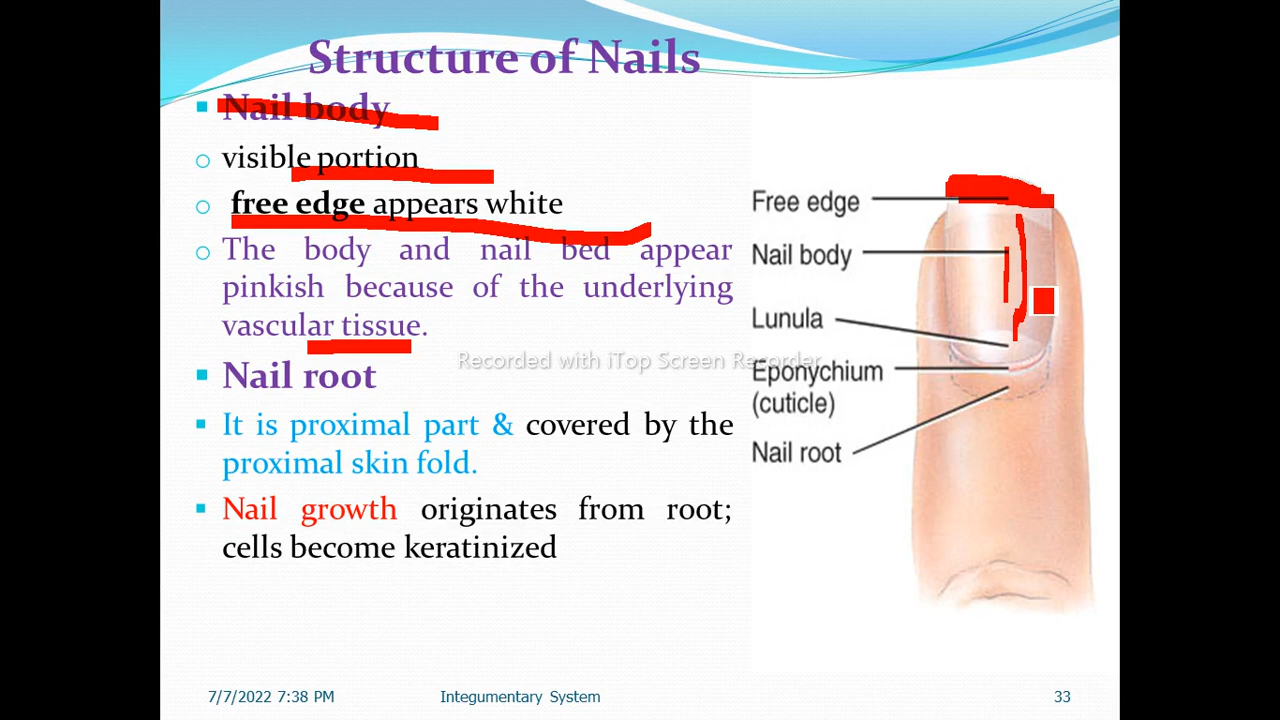 Structure of Nails
Nail body
visible portion
free edge appears white
The body and nail bed appear
pinkish because of the underlying
vascular tissue.
Nail root
It is proximal part & covered by the
proximal skin fold.
Nail growth originates from root;
cells become keratinized
Free edge
Nail body
Lunula
Eponychium
(cuticle)
Nail root
Recorded with iTop Screen Recorder
7/7/2022 7:38 PM
Integumentary System
33